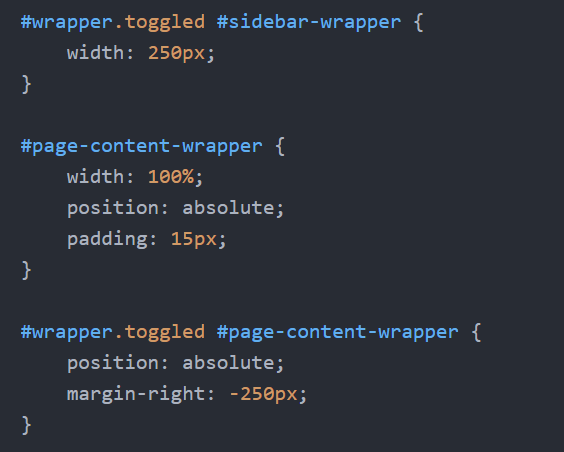 #wrapper.toggled #sidebar-wrapper {
    width: 250px;
}

#page-content-wrapper {
    width: 100%;
    position: absolute;
    padding: 15px;
}

#wrapper.toggled #page-content-wrapper {
    position: absolute;
    margin-right: -250px;
}